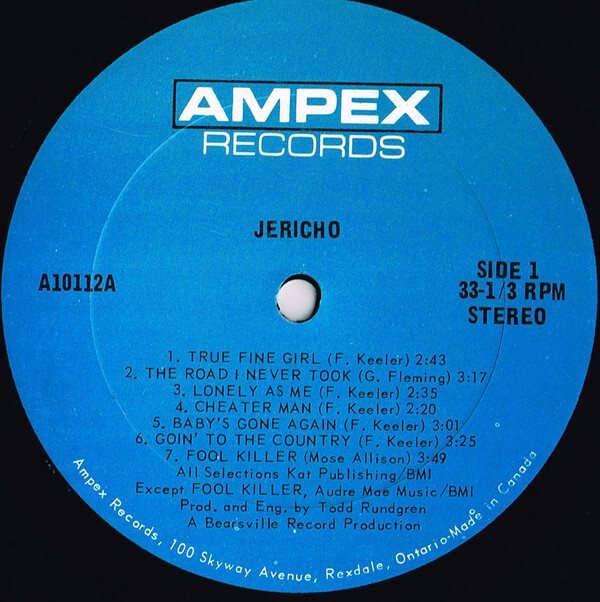 AMPEX
RECORDS
JERICHO
A10112A
SIDE 1
33-1/3 RPM
STEREO
1. TRUE FINE GIRL (F. Keeler) 2:43
2. THE ROAD I NEVER TOOK (G. Fleming) 3:17
3. LONELY AS ME (F. Keeler) 2:35
4. CHEATER MAN (F. Keeler) 2:20
5. BABY'S GONE AGAIN (F. Keeler) 3:01
6. GOIN' TO THE COUNTRY (F. Keeler) 3:25
7. FOOL KILLER (Mose Allison) 3:49
All Selections Kat Publishing/BMI
Except FOOL KILLER, Audre Mae Music/BMI
Prod. and Eng. by Todd Rundgren
A Bearsville Record Production
Ampex Records, 100 Skyway Avenue, Rexdale, Ontario-Made in Canada